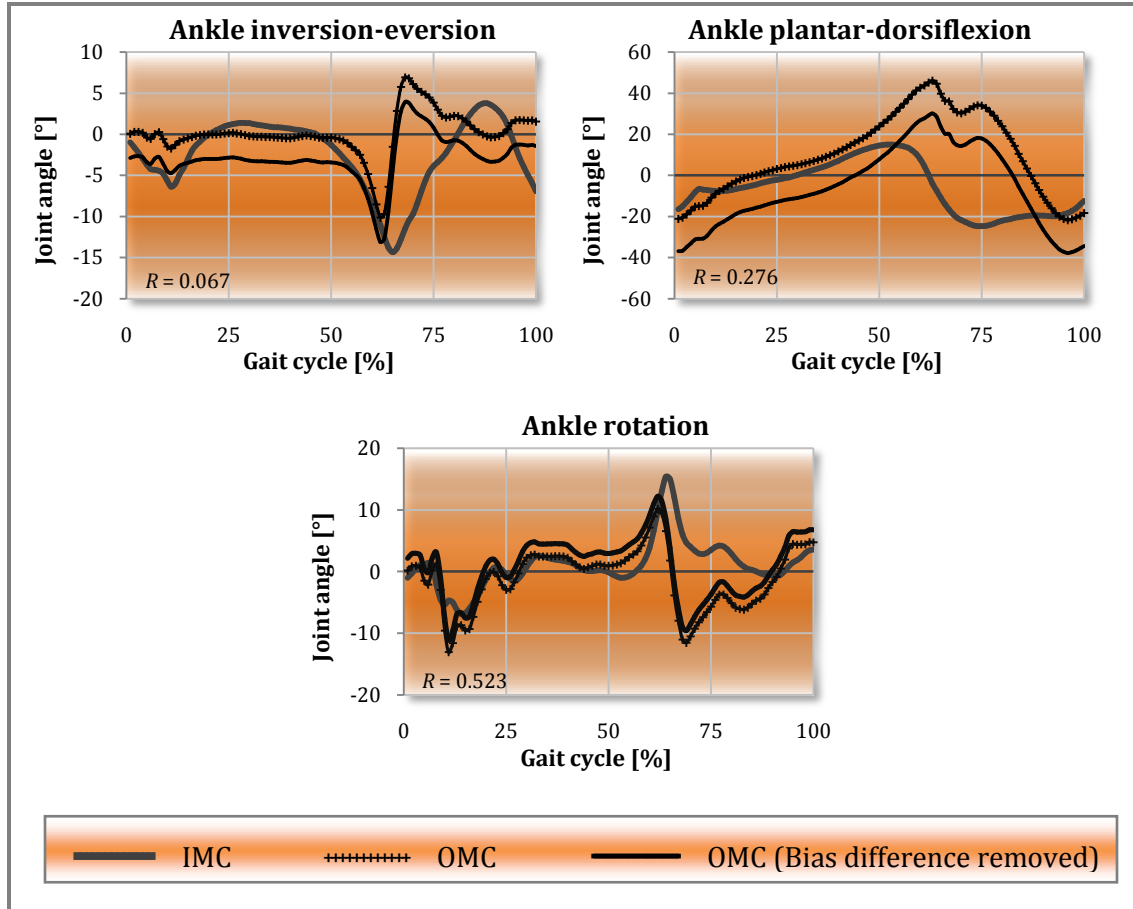 Ankle inversion-eversion
10
5
0
-5
-10
-15
-20
Joint angle [°]
R = 0.067
0 25 50 75 100
Gait cycle [%]
Ankle plantar-dorsiflexion
60
40
20
0
-20
-40
-60
Joint angle [°]
R = 0.276
0 25 50 75 100
Gait cycle [%]
Ankle rotation
20
10
0
-10
-20
Joint angle [°]
R = 0.523
0 25 50 75 100
Gait cycle [%]
IMC OMC OMC (Bias difference removed)